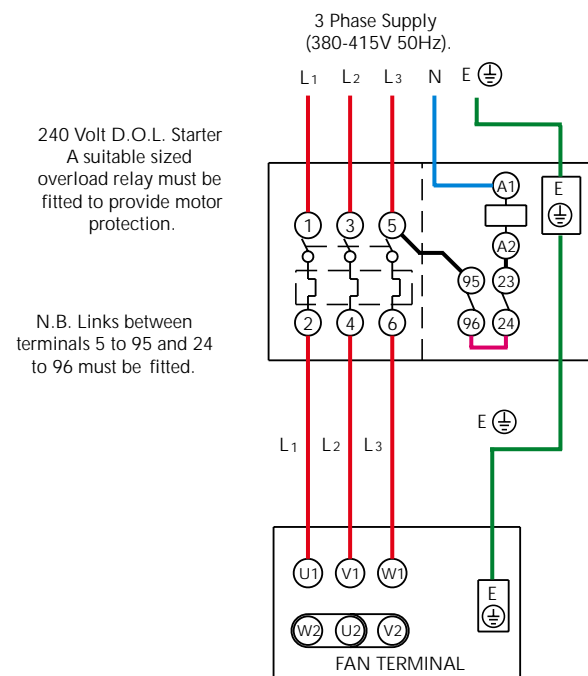 3 Phase Supply
(380-415V 50Hz).
L1 L2 L3 N E
240 Volt D.O.L. Starter
A suitable sized
overload relay must be
fitted to provide motor
protection.
A1
E
1 3 5
A2
95 23
2 4 6 96 24
N.B. Links between
terminals 5 to 95 and 24
to 96 must be fitted.
E
L1 L2 L3
U1 V1 W1
E
W2 U2 V2
FAN TERMINAL